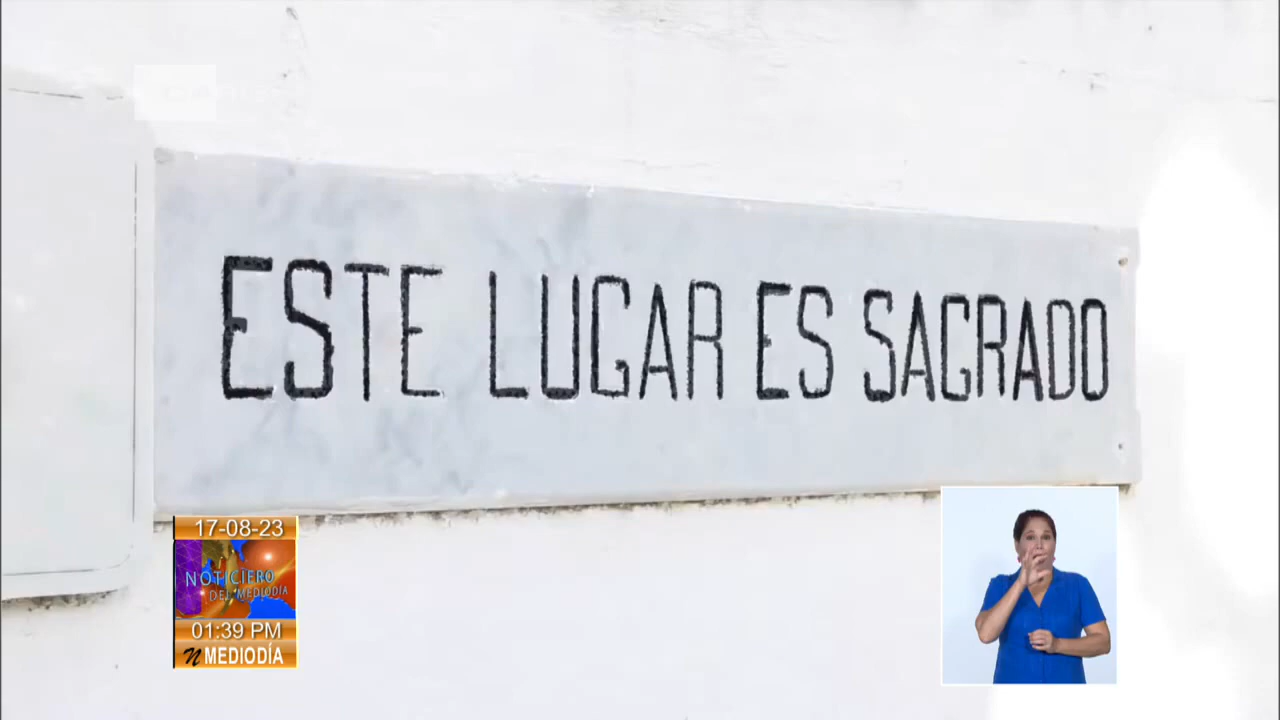 ESTE LUGAR ES SAGRADO
17-08-23
NOTICIERO
DEL MEDIODÍA
01:39 PM
N MEDIODÍA